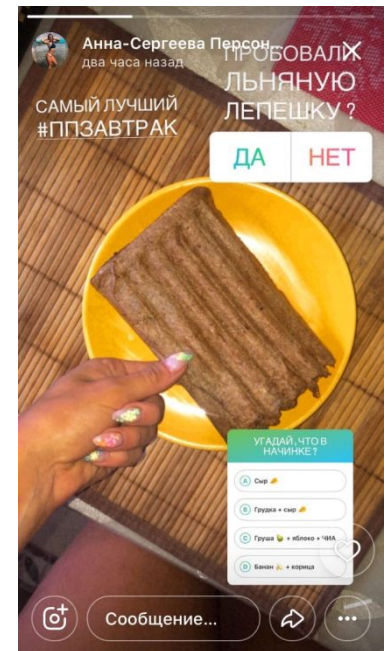 Анна-Сергеева Персон...
два часа назад
ПРОБОВАЛИ
ЛЬНЯНУЮ
ЛЕПЕШКУ?
ДА НЕТ
САМЫЙ ЛУЧШИЙ
#ППЗАВТРАК
УГАДАЙ, ЧТО В
НАЧИНКЕ?
A Сыр
B Грудка + сыр
C Груша + яблоко + ЧИА
D Банан + корица
Сообщение...